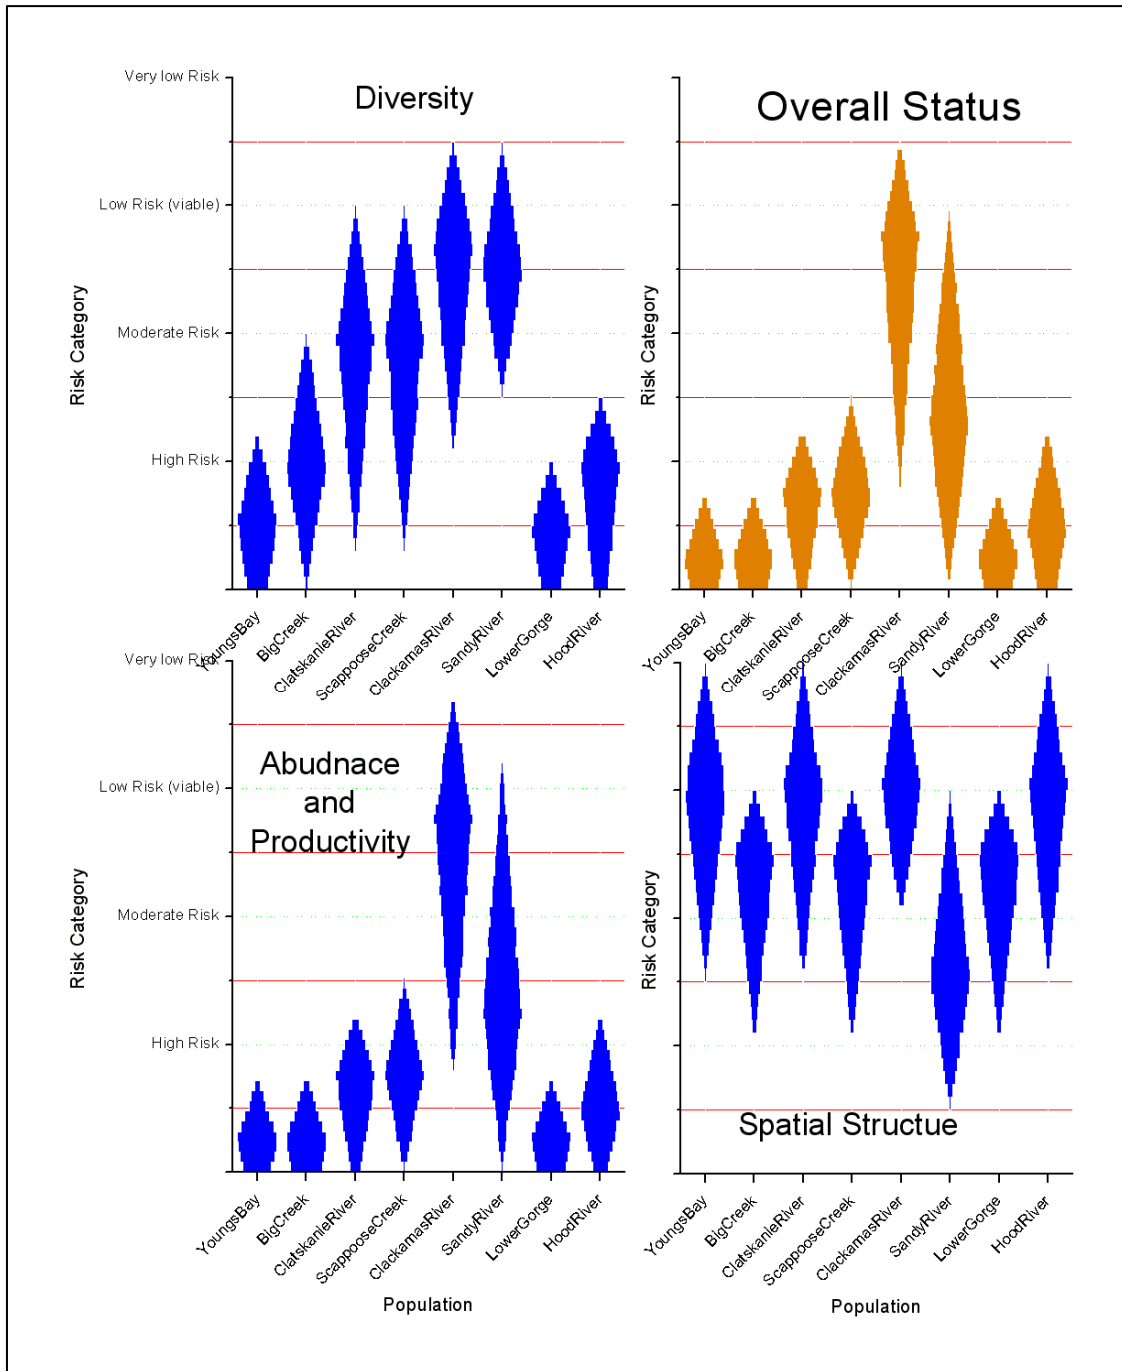 Diversity
Very low Risk
Low Risk (viable)
Moderate Risk
High Risk
Risk Category
YoungsBay
BigCreek
ClatskanieRiver
ScappooseCreek
ClackamasRiver
SandyRiver
LowerGorge
HoodRiver
Overall Status
Risk Category
YoungsBay
BigCreek
ClatskanieRiver
ScappooseCreek
ClackamasRiver
SandyRiver
LowerGorge
HoodRiver
Abudnace
and
Productivity
Very low Risk
Low Risk (viable)
Moderate Risk
High Risk
Risk Category
YoungsBay
BigCreek
ClatskanieRiver
ScappooseCreek
ClackamasRiver
SandyRiver
LowerGorge
HoodRiver
Population
Spatial Structue
Risk Category
YoungsBay
BigCreek
ClatskanieRiver
ScappooseCreek
ClackamasRiver
SandyRiver
LowerGorge
HoodRiver
Population